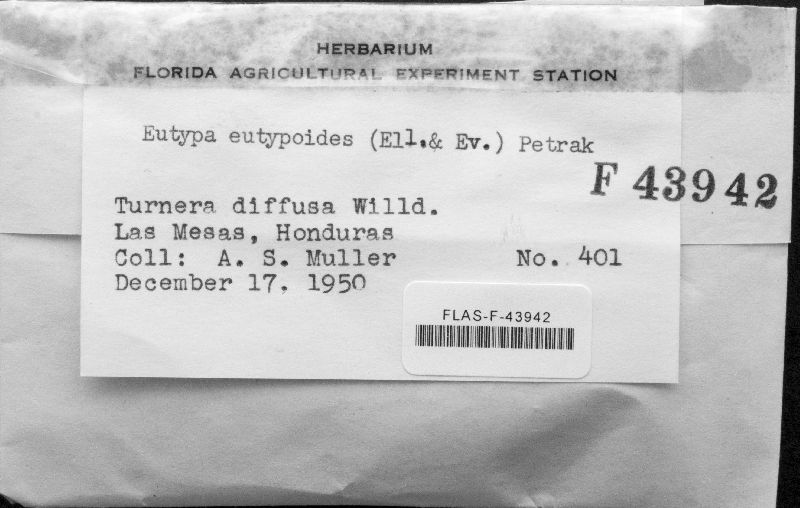 HERBARIUM
FLORIDA AGRICULTURAL EXPERIMENT STATION
Eutypa eutypoides (Ell.& Ev.) Petrak
F 43942
Turnera diffusa Willd.
Las Mesas, Honduras
Coll: A. S. Muller No. 401
December 17. 1950
FLAS-F-43942